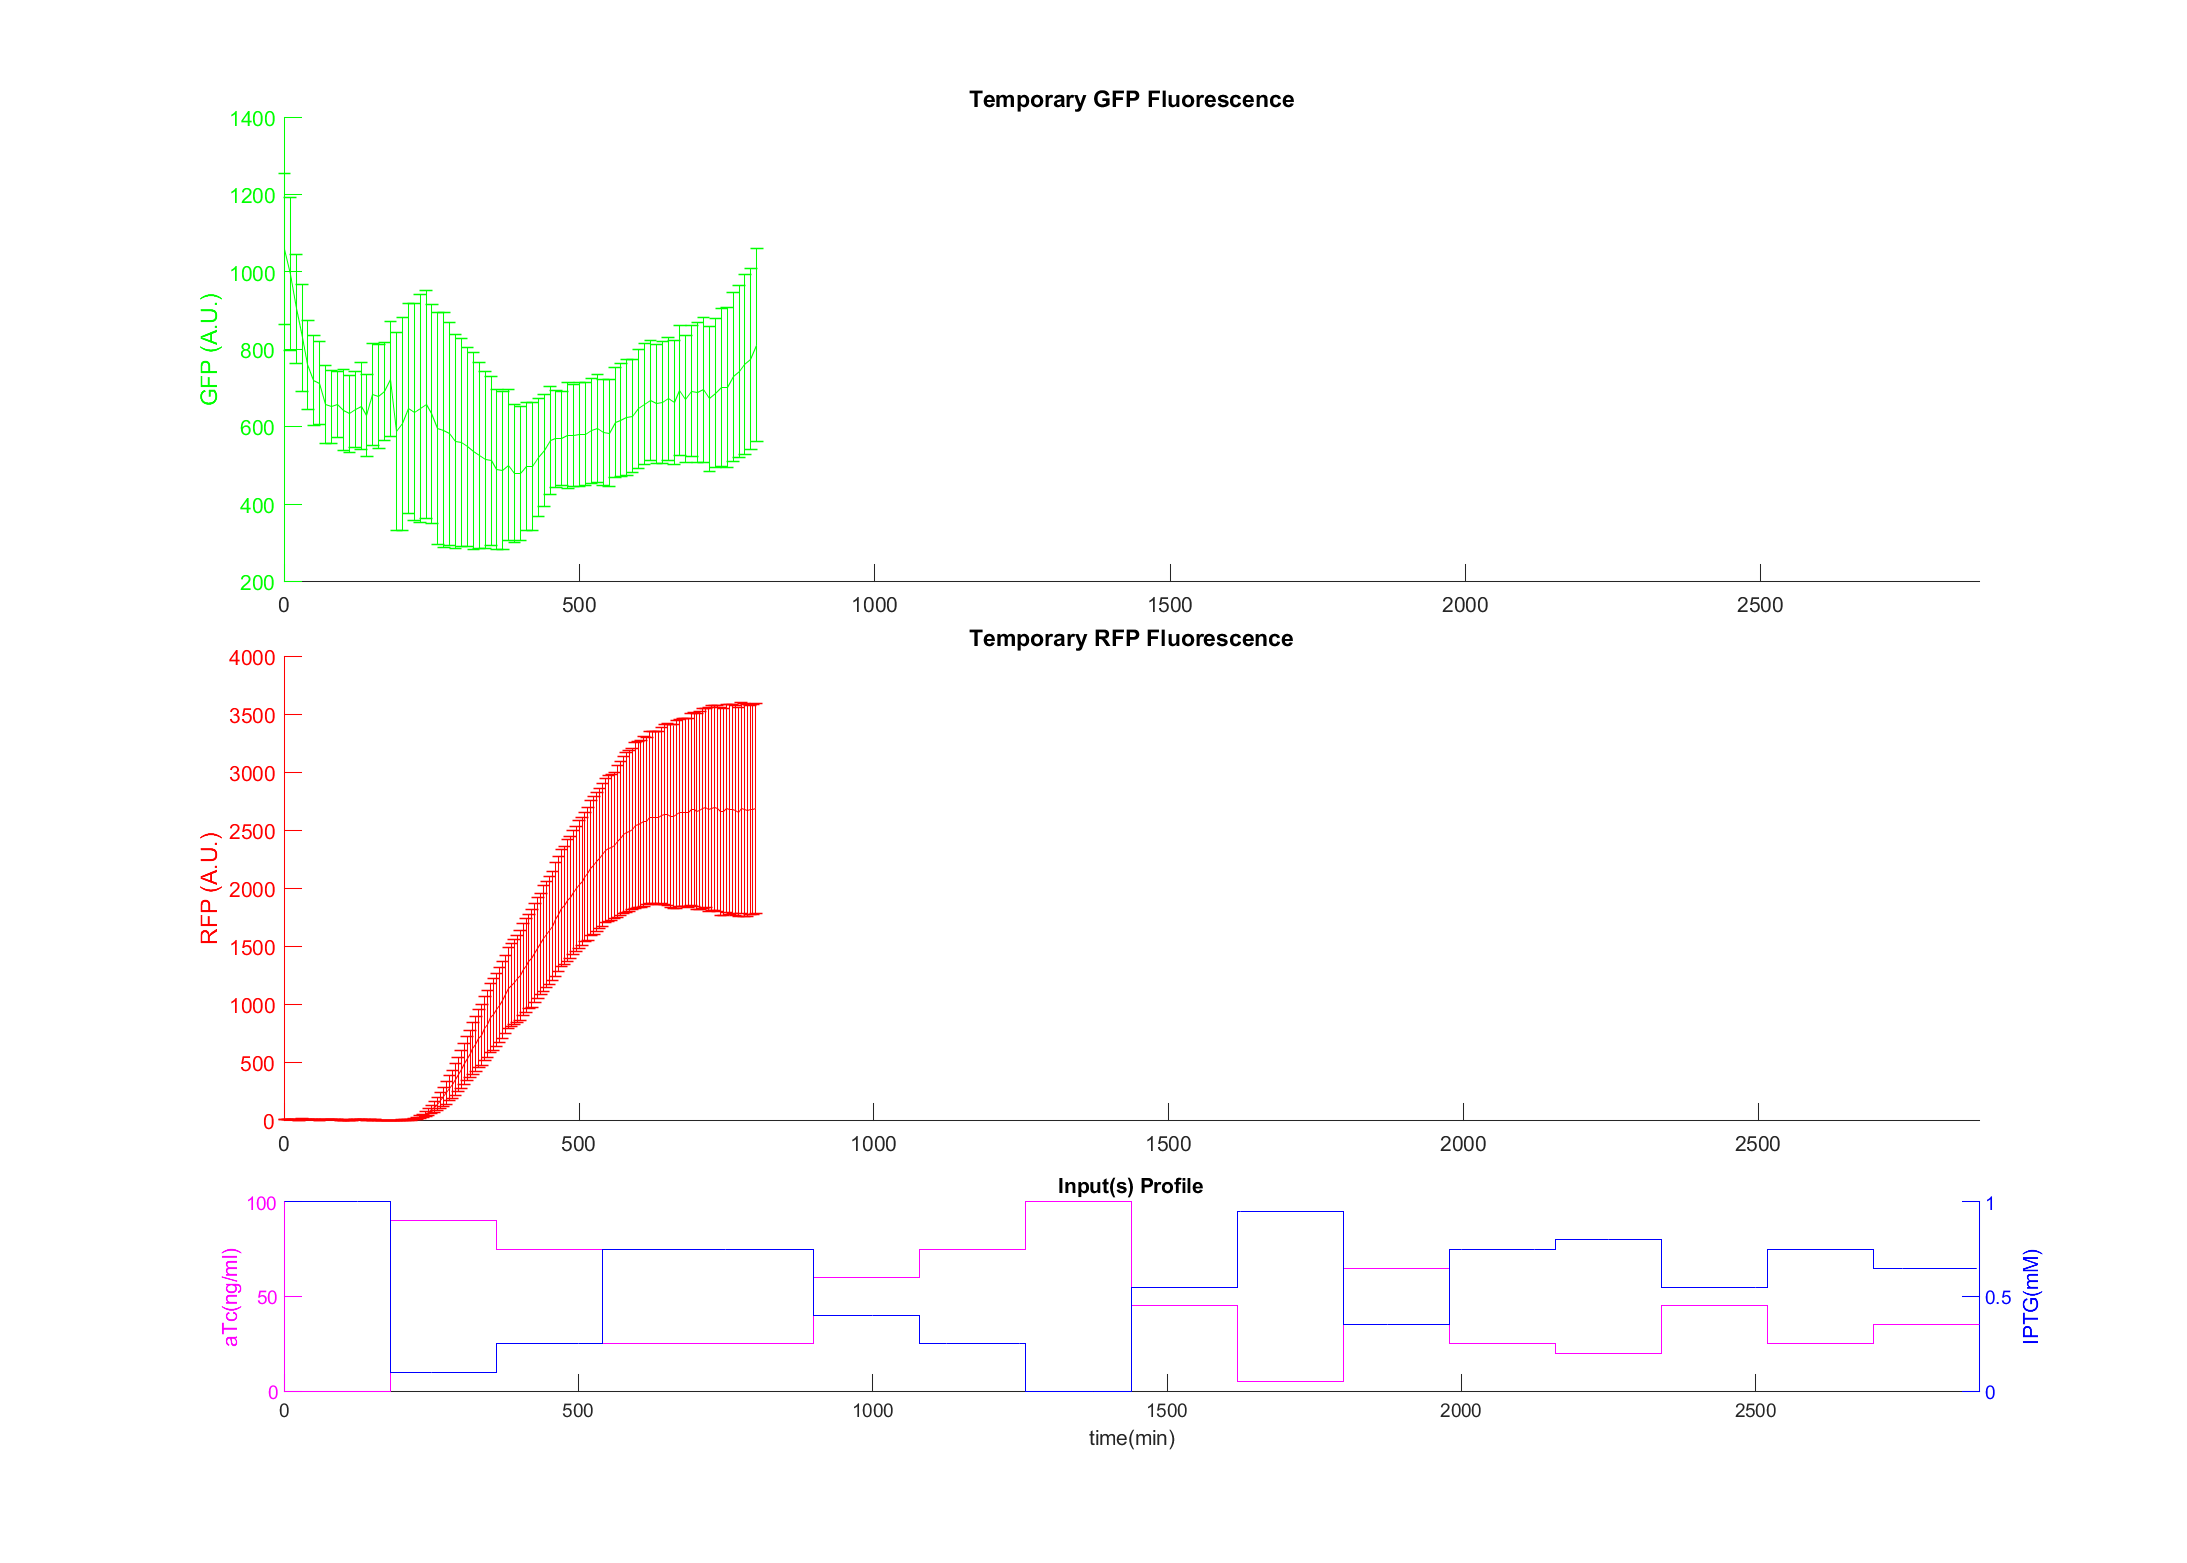 Temporary GFP Fluorescence
1400
1200
1000
800
600
400
200
GFP (A.U.)
0 500 1000 1500 2000 2500
Temporary RFP Fluorescence
4000
3500
3000
2500
2000
1500
1000
500
0
RFP (A.U.)
0 500 1000 1500 2000 2500
Input(s) Profile
100
50
0
aTc(ng/ml)
1
0.5
0
IPTG(mM)
0 500 1000 1500 2000 2500
time(min)